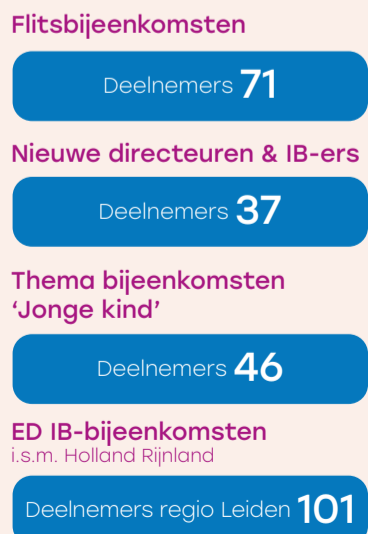 Flitsbijeenkomsten
Deelnemers 71
Nieuwe directeuren & IB-ers
Deelnemers 37
Thema bijeenkomsten
‘Jonge kind’
Deelnemers 46
ED IB-bijeenkomsten
i.s.m. Holland Rijnland
Deelnemers regio Leiden 101